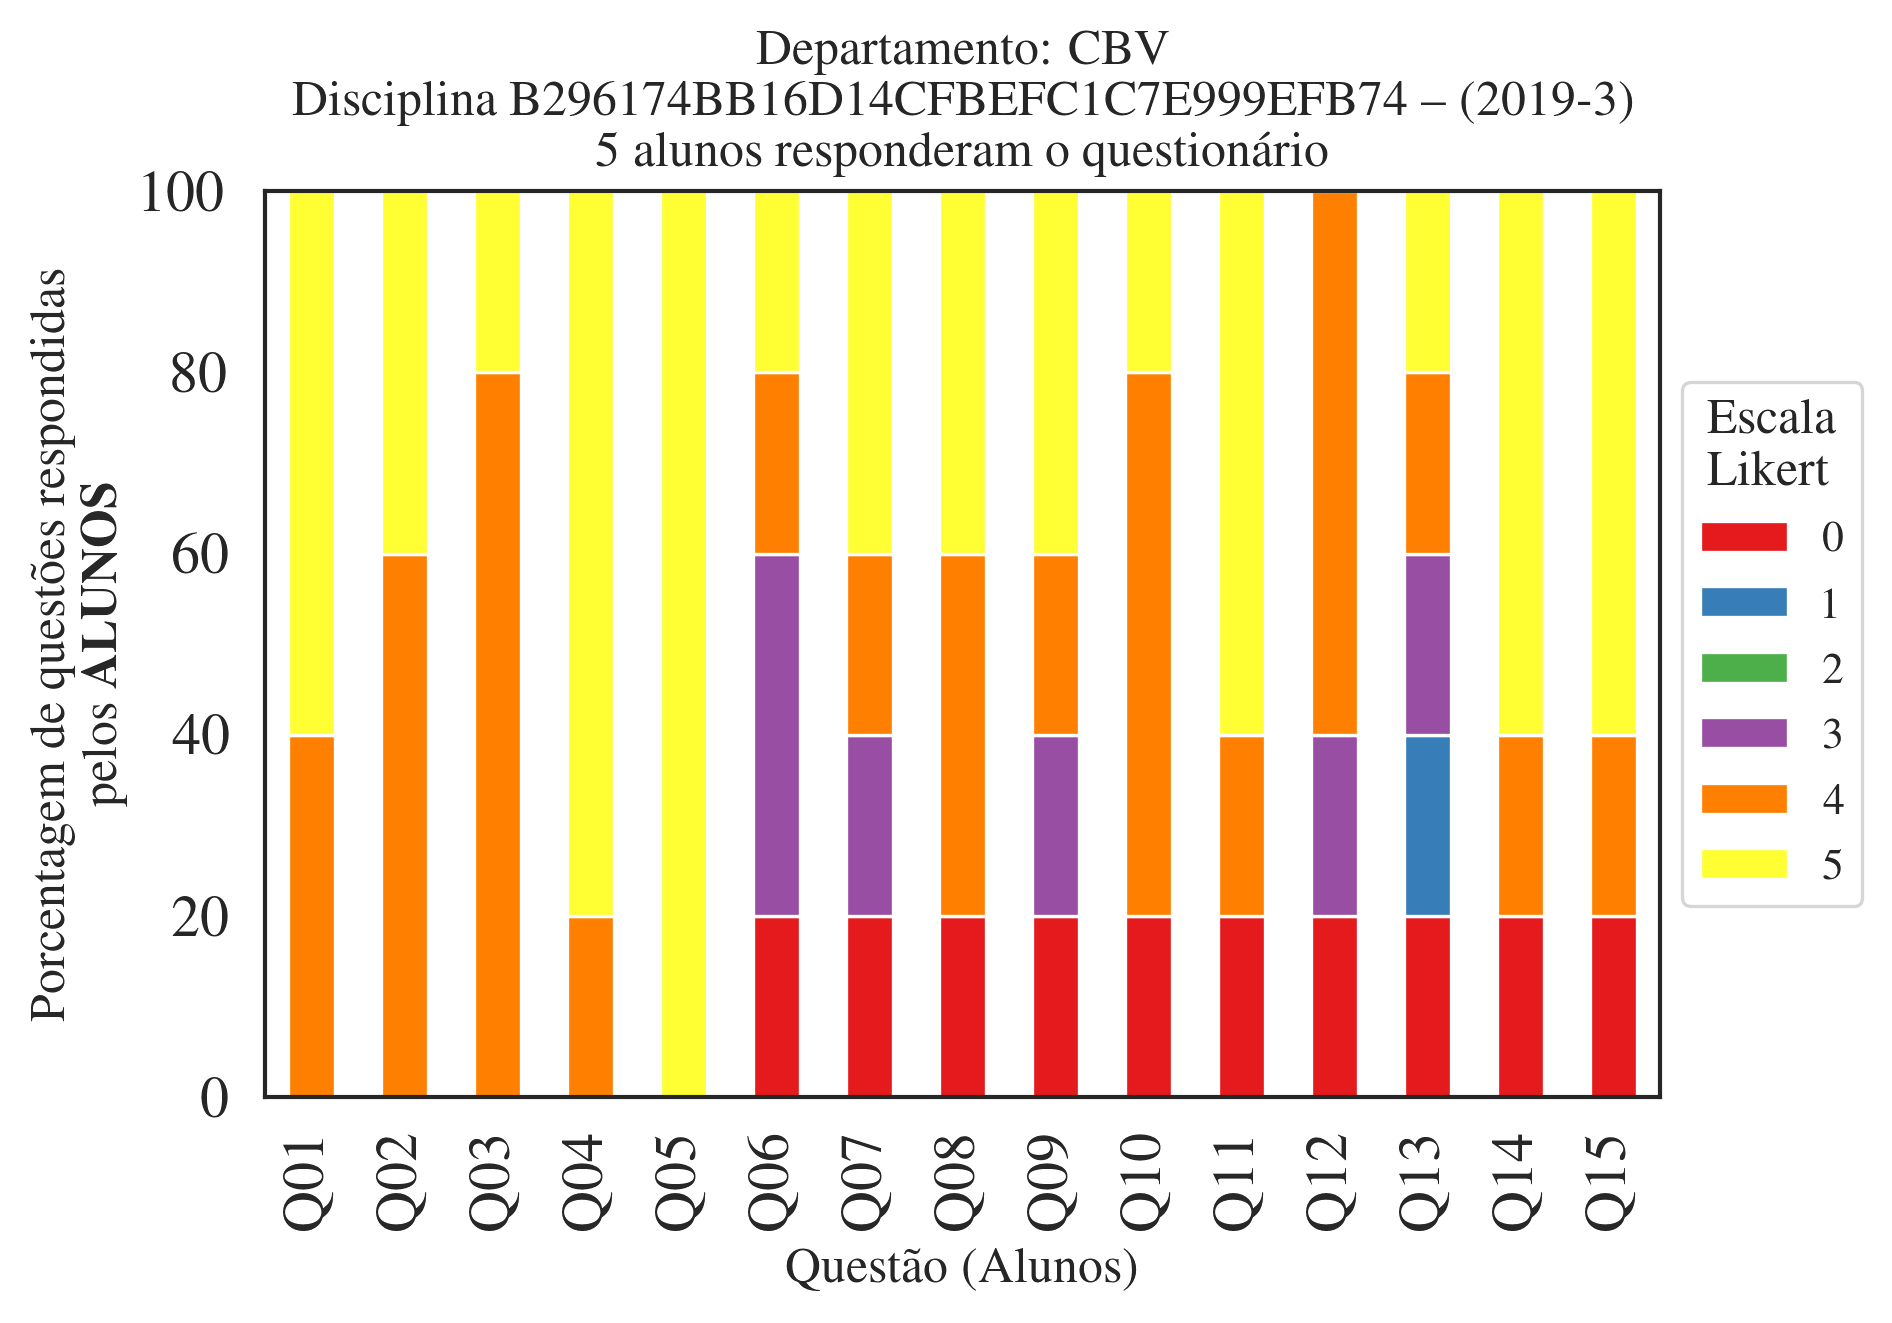 Departamento: CBV
Disciplina B296174BB16D14CFBEFC1C7E999EFB74 – (2019-3)
5 alunos responderam o questionário
Porcentagem de questões respondidas
pelos ALUNOS
100
80
60
40
20
0
Q01
Q02
Q03
Q04
Q05
Q06
Q07
Q08
Q09
Q10
Q11
Q12
Q13
Q14
Q15
Questão (Alunos)
Escala
Likert
0
1
2
3
4
5